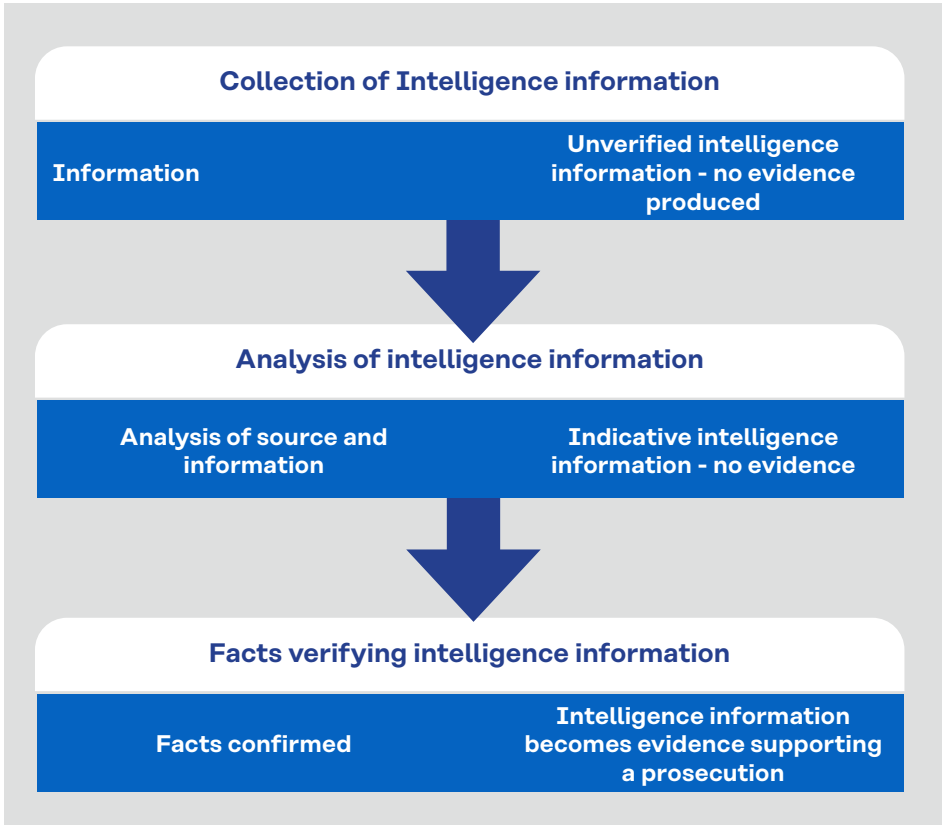 Collection of Intelligence information
Information
Unverified intelligence
information - no evidence
produced
Analysis of intelligence information
Analysis of source and
information
Indicative intelligence
information - no evidence
Facts verifying intelligence information
Facts confirmed
Intelligence information
becomes evidence supporting
a prosecution